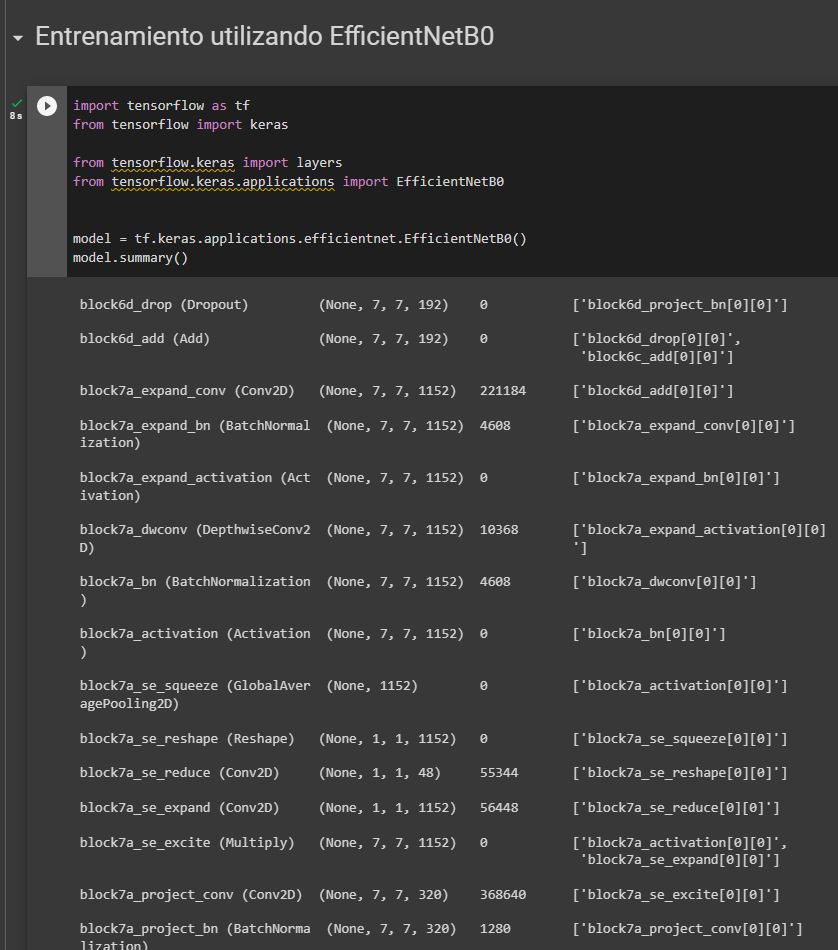 Entrenamiento utilizando EfficientNetB0
8s
import tensorflow as tf
from tensorflow import keras
from tensorflow.keras import layers
from tensorflow.keras.applications import EfficientNetB0
model = tf.keras.applications.efficientnet.EfficientNetB0()
model.summary()
block6d_drop (Dropout) (None, 7, 7, 192) 0 ['block6d_project_bn[0][0]']
block6d_add (Add) (None, 7, 7, 192) 0 ['block6d_drop[0][0]',
'block6c_add[0][0]']
block7a_expand_conv (Conv2D) (None, 7, 7, 1152) 221184 ['block6d_add[0][0]']
block7a_expand_bn (BatchNormal (None, 7, 7, 1152) 4608 ['block7a_expand_conv[0][0]']
ization)
block7a_expand_activation (Act (None, 7, 7, 1152) 0 ['block7a_expand_bn[0][0]']
ivation)
block7a_dwconv (DepthwiseConv2 (None, 7, 7, 1152) 10368 ['block7a_expand_activation[0][0]
D) ']
block7a_bn (BatchNormalization (None, 7, 7, 1152) 4608 ['block7a_dwconv[0][0]']
)
block7a_activation (Activation (None, 7, 7, 1152) 0 ['block7a_bn[0][0]']
)
block7a_se_squeeze (GlobalAver (None, 1152) 0 ['block7a_activation[0][0]']
agePooling2D)
block7a_se_reshape (Reshape) (None, 1, 1, 1152) 0 ['block7a_se_squeeze[0][0]']
block7a_se_reduce (Conv2D) (None, 1, 1, 48) 55344 ['block7a_se_reshape[0][0]']
block7a_se_expand (Conv2D) (None, 1, 1, 1152) 56448 ['block7a_se_reduce[0][0]']
block7a_se_excite (Multiply) (None, 7, 7, 1152) 0 ['block7a_activation[0][0]',
'block7a_se_expand[0][0]']
block7a_project_conv (Conv2D) (None, 7, 7, 320) 368640 ['block7a_se_excite[0][0]']
block7a_project_bn (BatchNorma (None, 7, 7, 320) 1280 ['block7a_project_conv[0][0]']
lization)